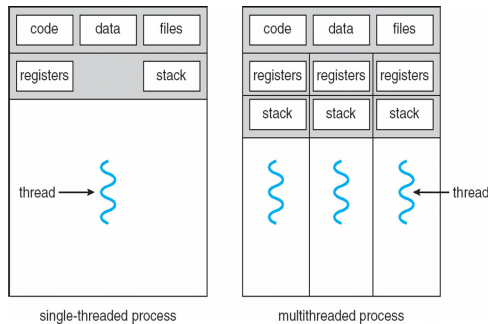 code data files
registers stack
thread
single-threaded process
code data files
registers registers registers
stack stack stack
thread
multithreaded process